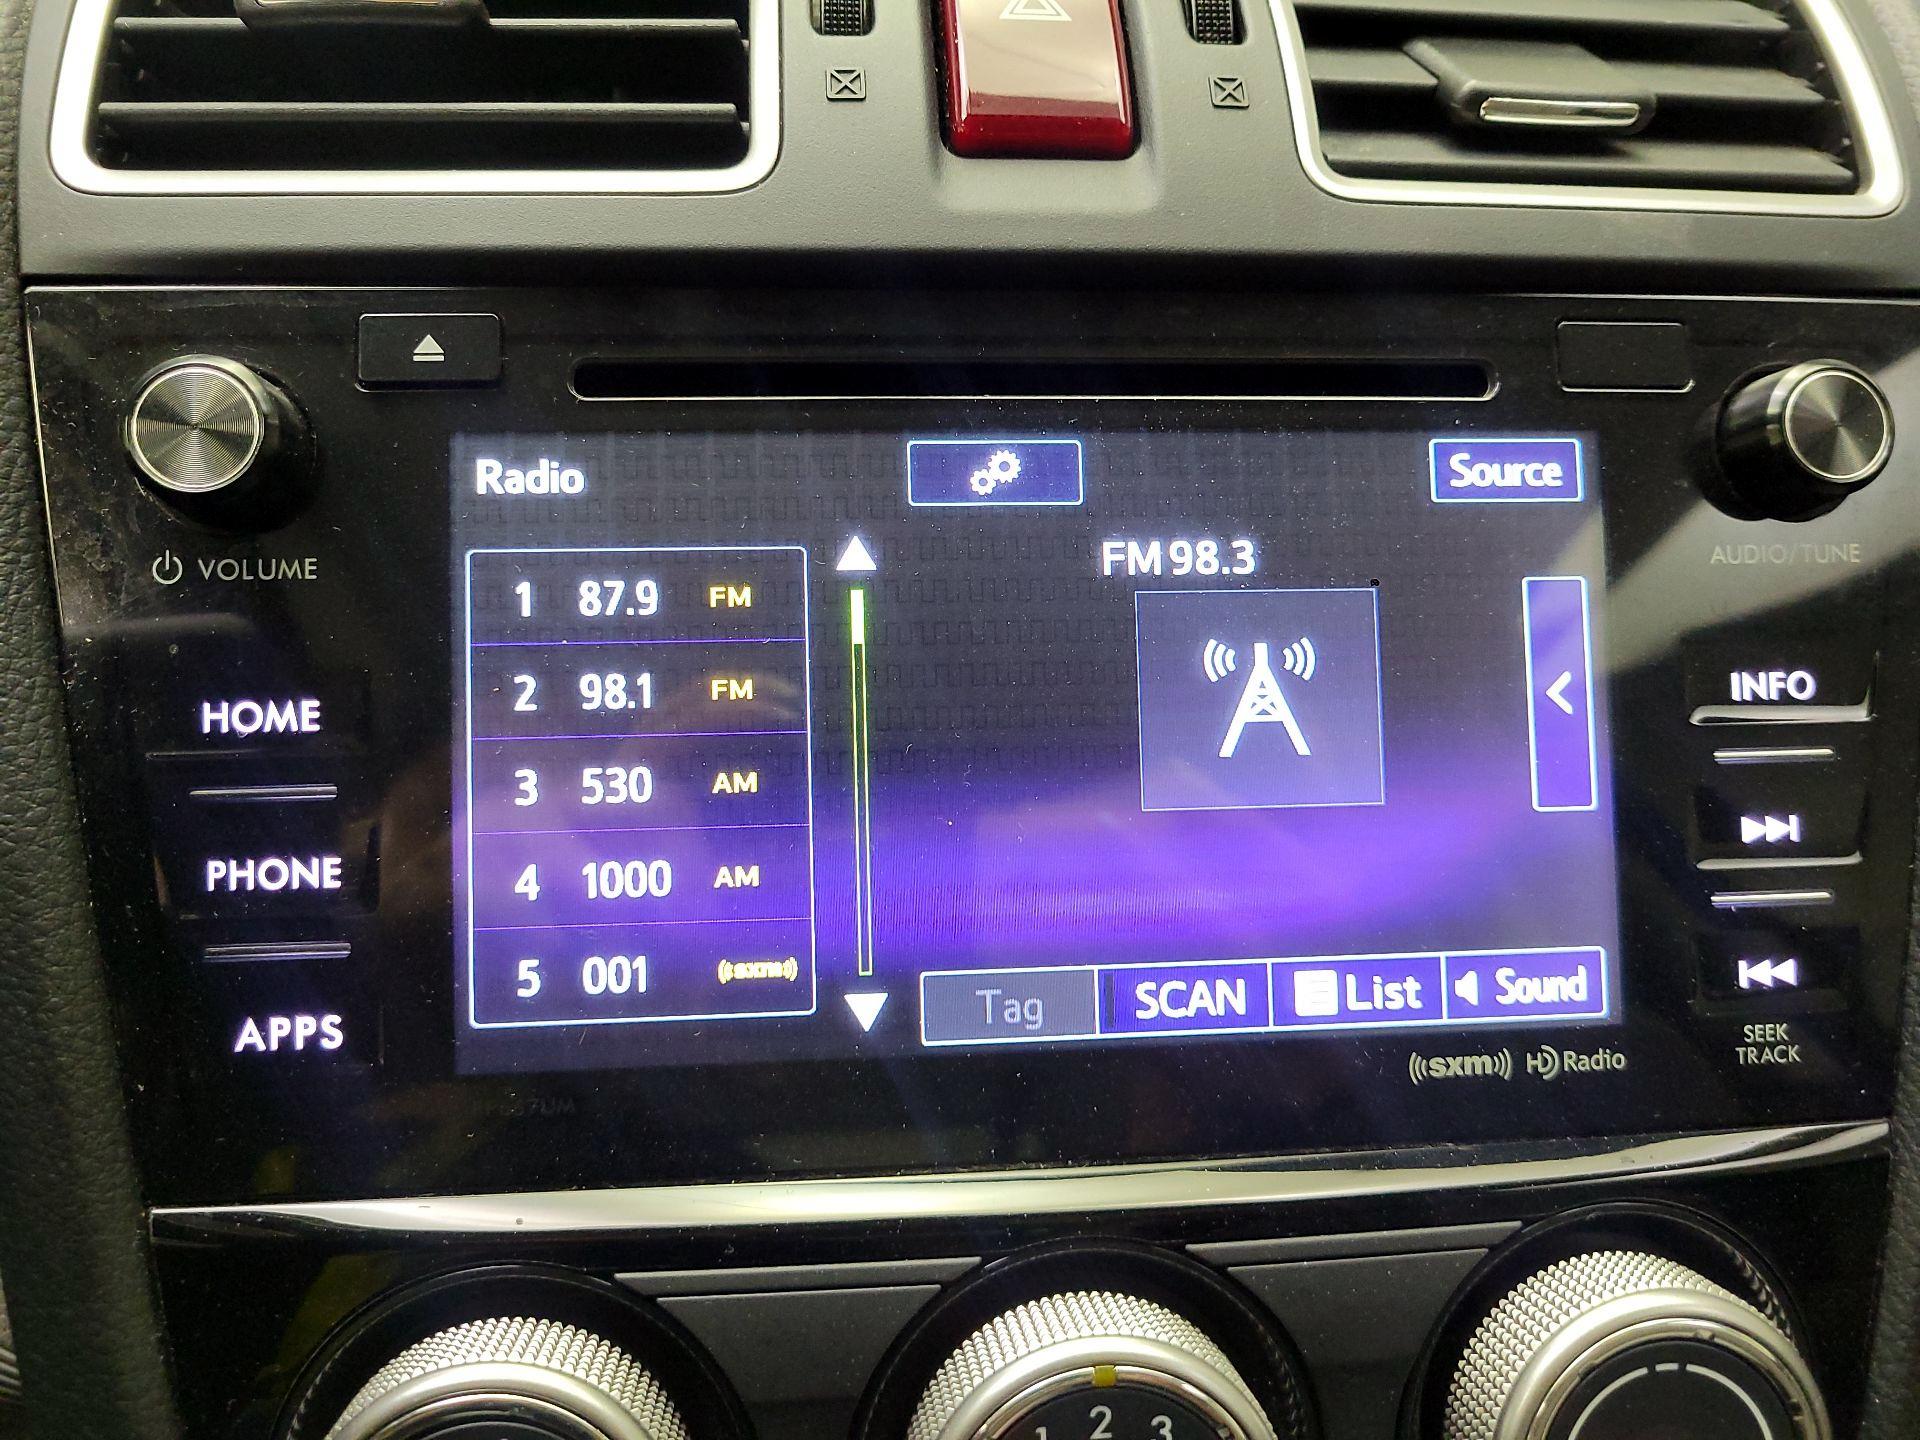 Radio
Source
VOLUME
AUDIO/TUNE
FM 98.3
1 87.9 FM
2 98.1 FM
3 530 AM
4 1000 AM
5 001 ((sxm))
HOME
PHONE
APPS
INFO
SEEK
TRACK
Tag
SCAN
List
Sound
((sxm)) HD Radio
1 2 3